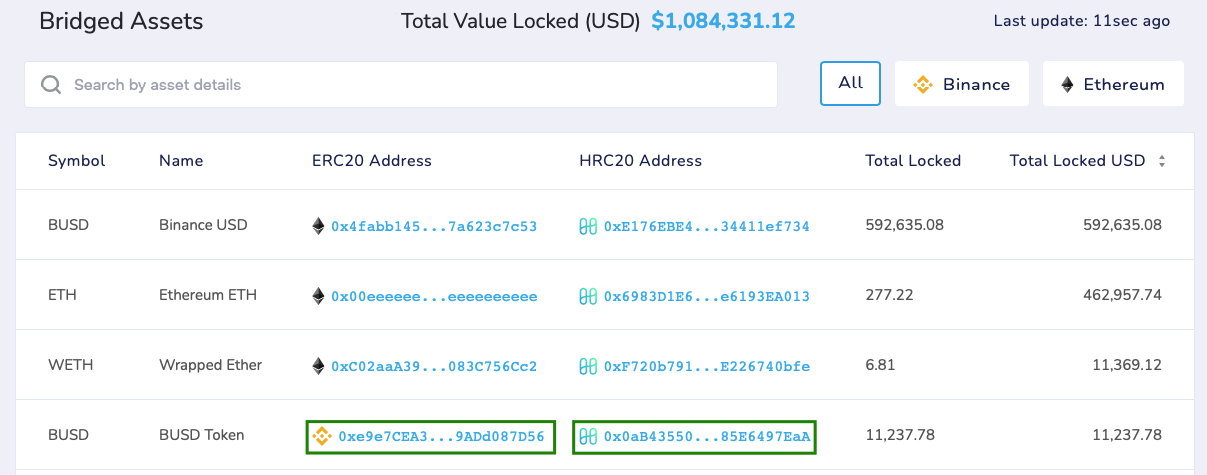 Bridged Assets Total Value Locked (USD) $1,084,331.12 Last update: 11sec ago
Search by asset details All Binance Ethereum
Symbol Name ERC20 Address HRC20 Address Total Locked Total Locked USD
BUSD Binance USD 0x4fabb145...7a623c7c53 0xE176EBE4...34411ef734 592,635.08 592,635.08
ETH Ethereum ETH 0x00eeeeee...eeeeeeeeee 0x6983D1E6...e6193EA013 277.22 462,957.74
WETH Wrapped Ether 0xC02aaA39...083C756Cc2 0xF720b791...E226740bfe 6.81 11,369.12
BUSD BUSD Token 0xe9e7CEA3...9ADd087D56 0x0aB43550...85E6497EaA 11,237.78 11,237.78